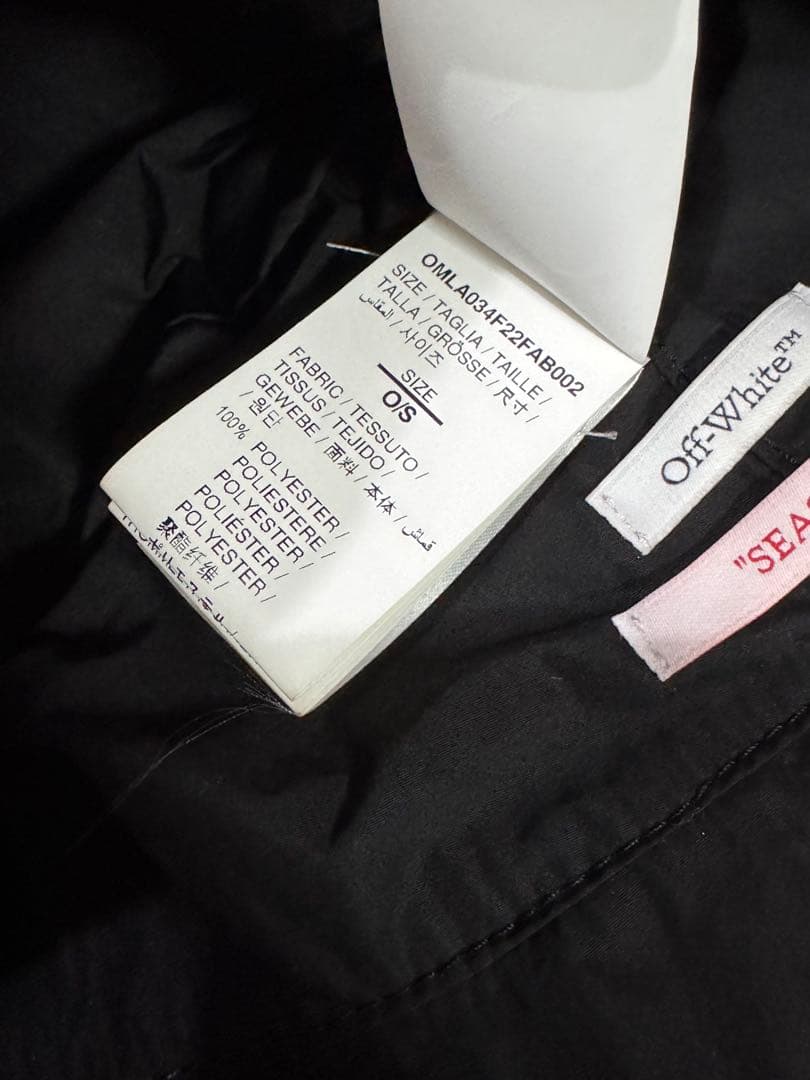 OMLA034F22FAB002
SIZE / TAGLIA / TAILLE /
TALLA / GRÖSSE / 尺寸 /
사이즈 / المقاس
SIZE
O/S
FABRIC / TESSUTO /
TISSUS / TEJIDO /
GEWEBE / 面料 / 本体 / قماش
/ 원단
100% POLYESTER /
POLIESTERE /
POLYESTER /
POLIÉSTER /
POLYESTER /
聚酯纤维 /
Off-White™
"SEA